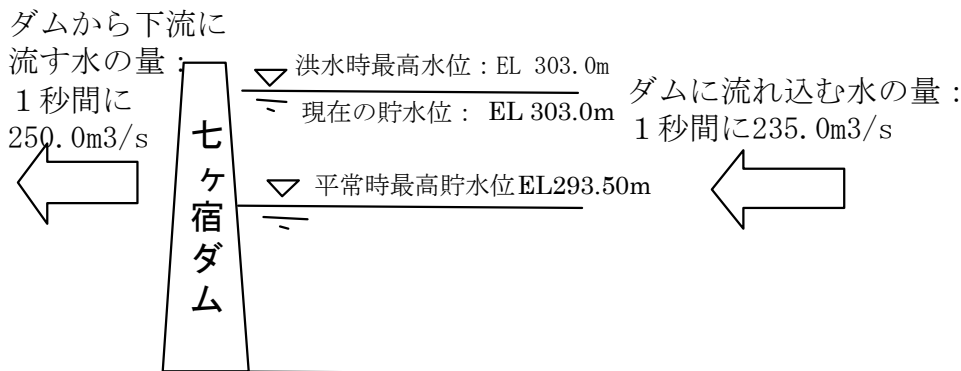 ダムから下流に
流す水の量：
１秒間に
250.0m3/s
洪水時最高水位：EL 303.0m
現在の貯水位： EL 303.0m
平常時最高貯水位EL293.50m
ダムに流れ込む水の量：
１秒間に235.0m3/s
七ヶ宿ダム